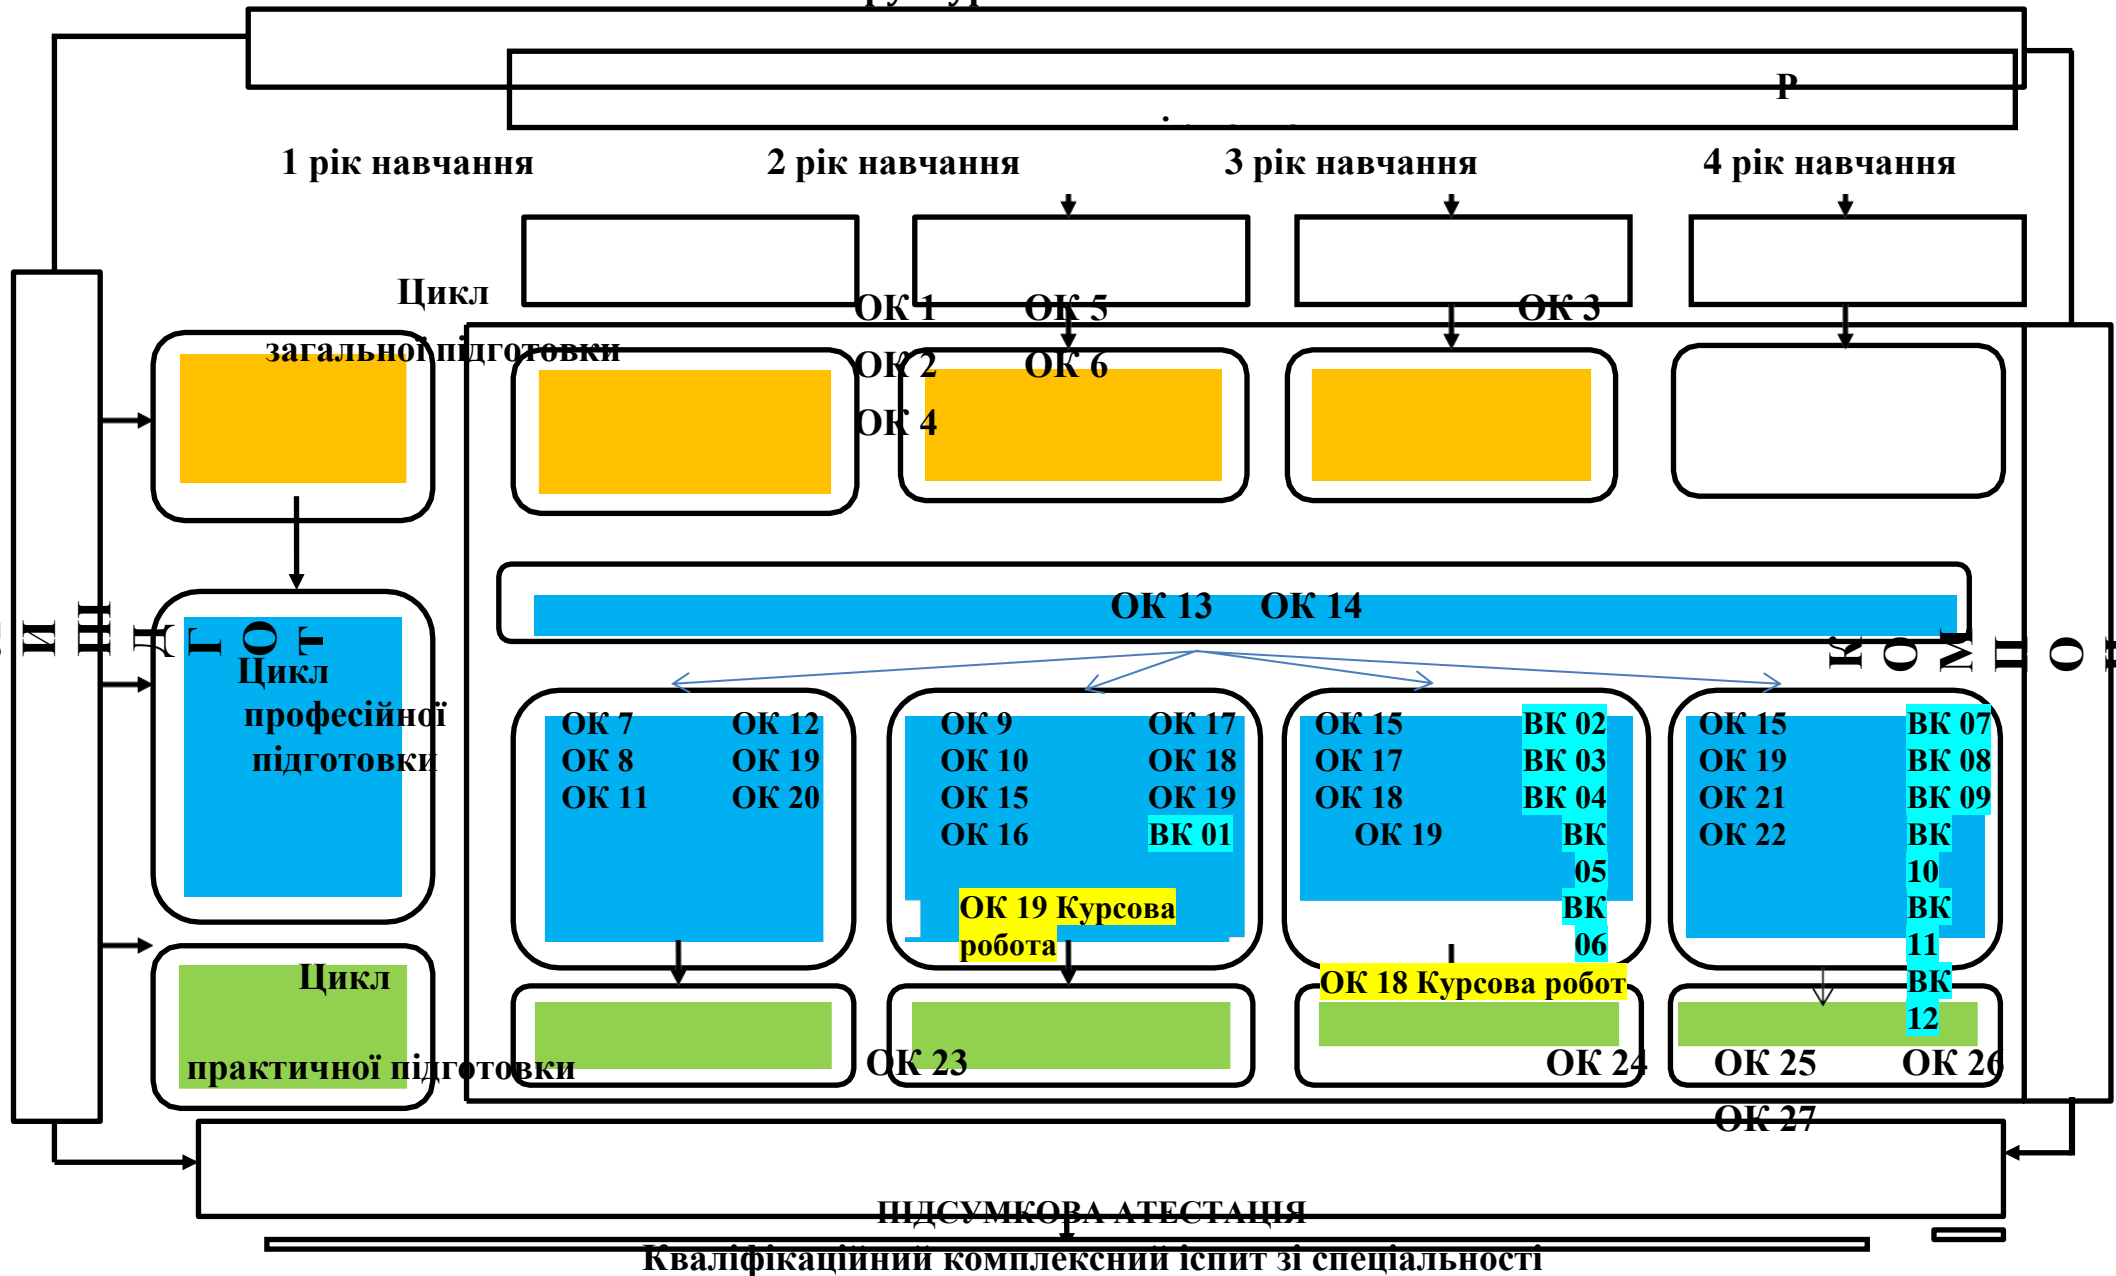 Р
1 рік навчання 2 рік навчання 3 рік навчання 4 рік навчання
Цикл
загальної підготовки
ОК 1 ОК 5 ОК 3
ОК 2 ОК 6
ОК 4
ОК 13 ОК 14
И
П
Д
Г
О
Т
К
О
М
П
О
Цикл
професійної
підготовки
ОК 7 ОК 12
ОК 8 ОК 19
ОК 11 ОК 20
ОК 9 ОК 17
ОК 10 ОК 18
ОК 15 ОК 19
ОК 16 ВК 01
ОК 19 Курсова
робота
ОК 15 ВК 02
ОК 17 ВК 03
ОК 18 ВК 04
ОК 19 ВК
05
ВК
06
ОК 18 Курсова робот
ОК 15 ВК 07
ОК 19 ВК 08
ОК 21 ВК 09
ОК 22 ВК
10
ВК
11
ВК
12
Цикл
практичної підготовки
ОК 23 ОК 24 ОК 25 ОК 26
ОК 27
ПІДСУМКОВА АТЕСТАЦІЯ
Кваліфікаційний комплексний іспит зі спеціальності